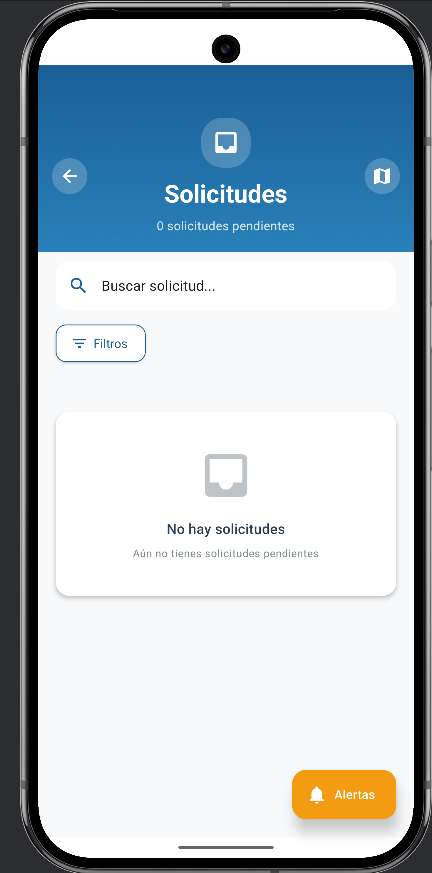 Solicitudes
0 solicitudes pendientes
Buscar solicitud...
Filtros
No hay solicitudes
Aún no tienes solicitudes pendientes
Alertas